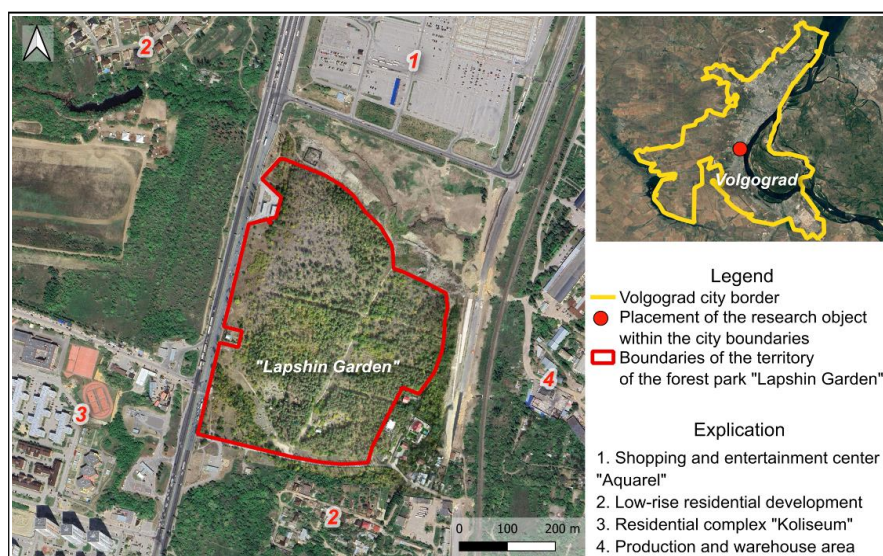 2
1
"Lapshin Garden"
3
4
2
0 100 200 m
Volgograd
Legend
Volgograd city border
Placement of the research object
within the city boundaries
Boundaries of the territory
of the forest park "Lapshin Garden"
Explication
1. Shopping and entertainment center
"Aquarel"
2. Low-rise residential development
3. Residential complex "Koliseum"
4. Production and warehouse area